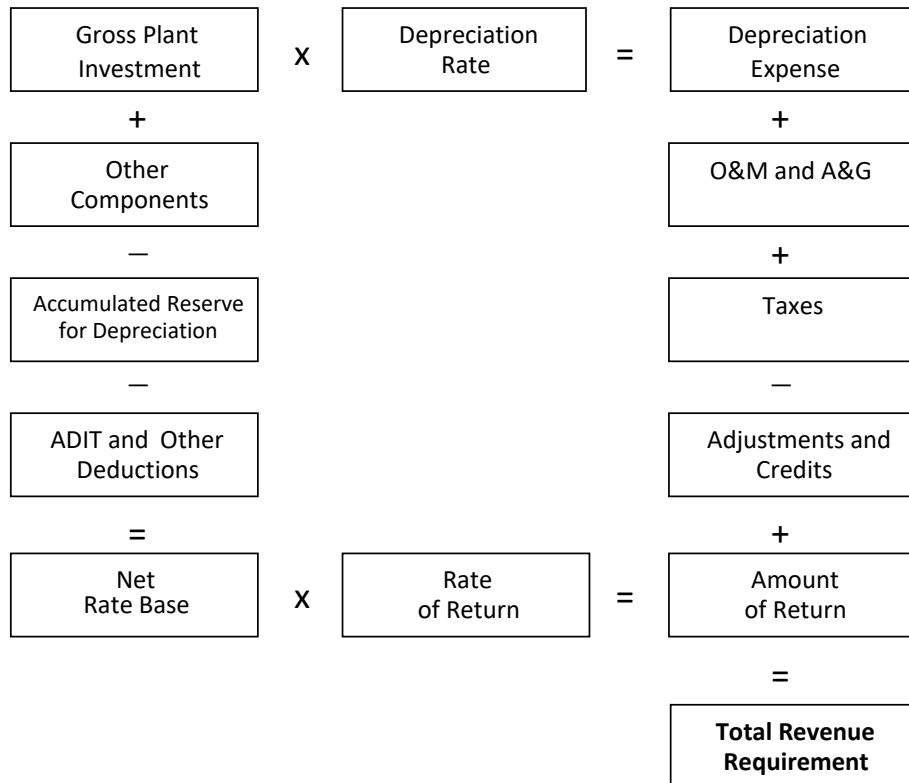 Gross Plant
Investment
x
Depreciation
Rate
=
Depreciation
Expense
+
+
Other
Components
O&M and A&G
–
+
Accumulated Reserve
for Depreciation
Taxes
–
–
ADIT and Other
Deductions
Adjustments and
Credits
=
+
Net
Rate Base
x
Rate
of Return
=
Amount
of Return
=
Total Revenue
Requirement